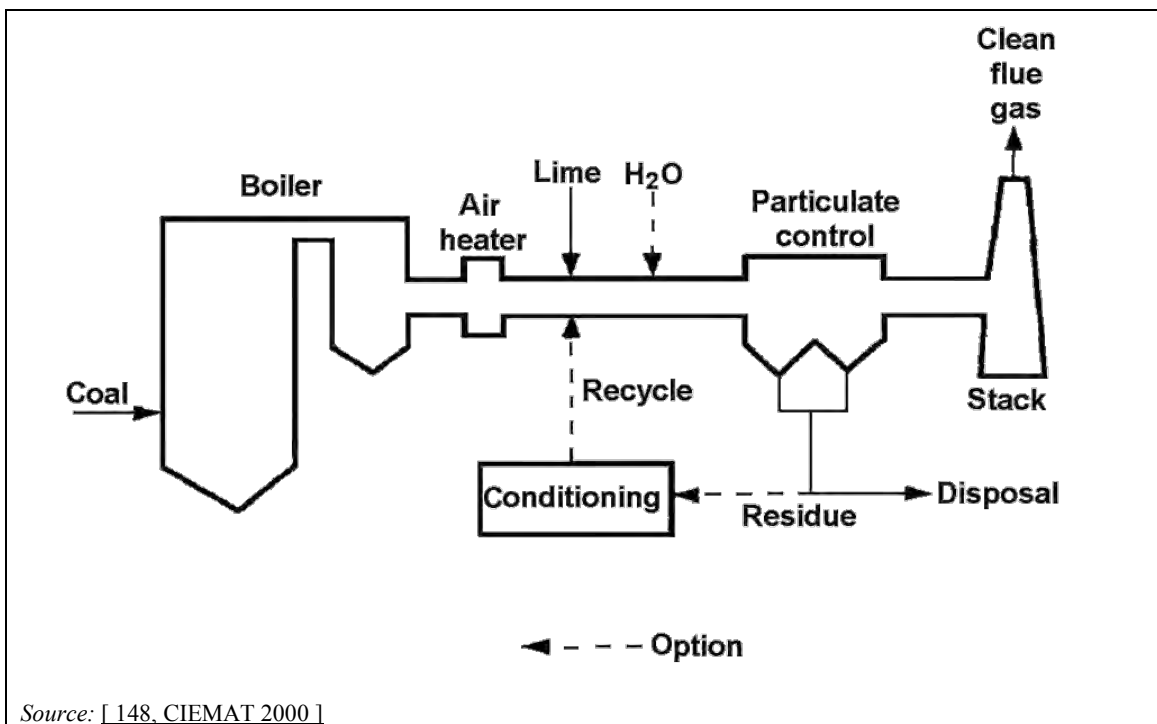 Clean
flue
gas
Boiler
Air
heater
Lime
H₂O
Particulate
control
Coal
Recycle
Stack
Conditioning
Residue
Disposal
Option
Source: [ 148, CIEMAT 2000 ]